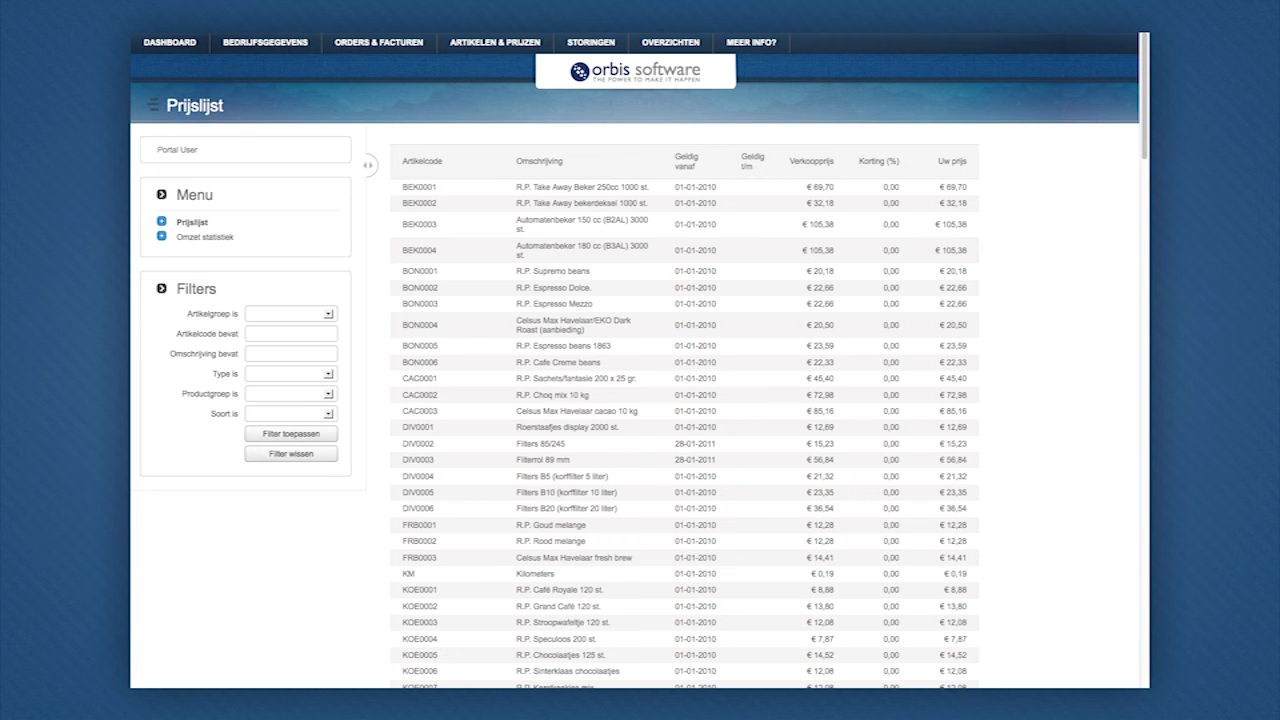 DASHBOARD BEDRIJFSGEGEVENS ORDERS & FACTUREN ARTIKELEN & PRIJZEN STORINGEN OVERZICHTEN MEER INFO?
orbis software
THE POWER TO MAKE IT HAPPEN
Prijslijst
Portal User
Menu
Prijslijst
Omzet statistiek
Filters
Artikelgroep is
Artikelcode bevat
Omschrijving bevat
Type is
Productgroep is
Soort is
Filter toepassen
Filter wissen
Artikelcode Omschrijving Geldig vanaf Geldig t/m Verkoopprijs Korting (%) Uw prijs
BEK0001 R.P. Take Away Beker 250cc 1000 st. 01-01-2010 € 69,70 0,00 € 69,70
BEK0002 R.P. Take Away bekerdeksel 1000 st. 01-01-2010 € 32,18 0,00 € 32,18
BEK0003 Automatenbeker 150 cc (B2AL) 3000 st. 01-01-2010 € 105,38 0,00 € 105,38
BEK0004 Automatenbeker 180 cc (B3AL) 3000 st. 01-01-2010 € 105,38 0,00 € 105,38
BON0001 R.P. Supremo beans 01-01-2010 € 20,18 0,00 € 20,18
BON0002 R.P. Espresso Dolce. 01-01-2010 € 22,66 0,00 € 22,66
BON0003 R.P. Espresso Mezzo 01-01-2010 € 22,66 0,00 € 22,66
BON0004 Celsus Max Havelaar/EKO Dark Roast (aanbieding) 01-01-2010 € 20,50 0,00 € 20,50
BON0005 R.P. Espresso beans 1863 01-01-2010 € 23,59 0,00 € 23,59
BON0006 R.P. Cafe Creme beans 01-01-2010 € 22,33 0,00 € 22,33
CAC0001 R.P. Sachets/fantasie 200 x 25 gr. 01-01-2010 € 45,40 0,00 € 45,40
CAC0002 R.P. Choq mix 10 kg 01-01-2010 € 72,98 0,00 € 72,98
CAC0003 Celsus Max Havelaar cacao 10 kg 01-01-2010 € 85,16 0,00 € 85,16
DIV0001 Roerstaafjes display 2000 st. 01-01-2010 € 12,69 0,00 € 12,69
DIV0002 Filters 85/245 28-01-2011 € 15,23 0,00 € 15,23
DIV0003 Filterrol 89 mm 28-01-2011 € 56,84 0,00 € 56,84
DIV0004 Filters B5 (korffilter 5 liter) 01-01-2010 € 21,32 0,00 € 21,32
DIV0005 Filters B10 (korffilter 10 liter) 01-01-2010 € 23,35 0,00 € 23,35
DIV0006 Filters B20 (korffilter 20 liter) 01-01-2010 € 36,54 0,00 € 36,54
FRB0001 R.P. Goud melange 01-01-2010 € 12,28 0,00 € 12,28
FRB0002 R.P. Rood melange 01-01-2010 € 12,28 0,00 € 12,28
FRB0003 Celsus Max Havelaar fresh brew 01-01-2010 € 14,41 0,00 € 14,41
KM Kilometers 01-01-2010 € 0,19 0,00 € 0,19
KOE0001 R.P. Café Royale 120 st. 01-01-2010 € 8,88 0,00 € 8,88
KOE0002 R.P. Grand Café 120 st. 01-01-2010 € 13,80 0,00 € 13,80
KOE0003 R.P. Stroopwafeltje 120 st. 01-01-2010 € 12,08 0,00 € 12,08
KOE0004 R.P. Speculoos 200 st. 01-01-2010 € 7,87 0,00 € 7,87
KOE0005 R.P. Chocolaatjes 125 st. 01-01-2010 € 14,52 0,00 € 14,52
KOE0006 R.P. Sinterklaas chocolaatjes 01-01-2010 € 12,08 0,00 € 12,08